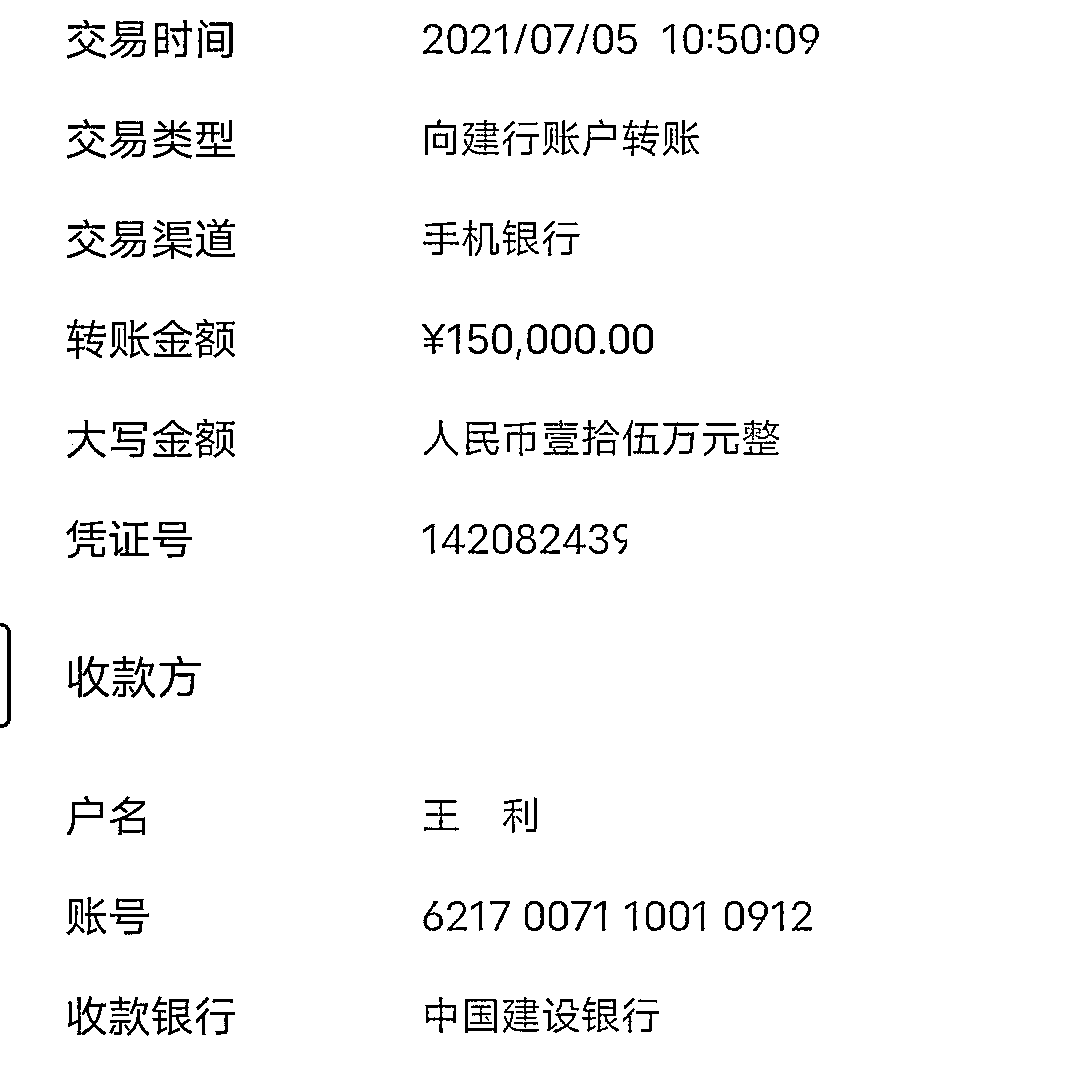 交易时间 2021/07/05 10:50:09
交易类型 向建行账户转账
交易渠道 手机银行
转账金额 ¥150,000.00
大写金额 人民币壹拾伍万元整
凭证号 142082439
收款方
户名 王 利
账号 6217 0071 1001 0912
收款银行 中国建设银行